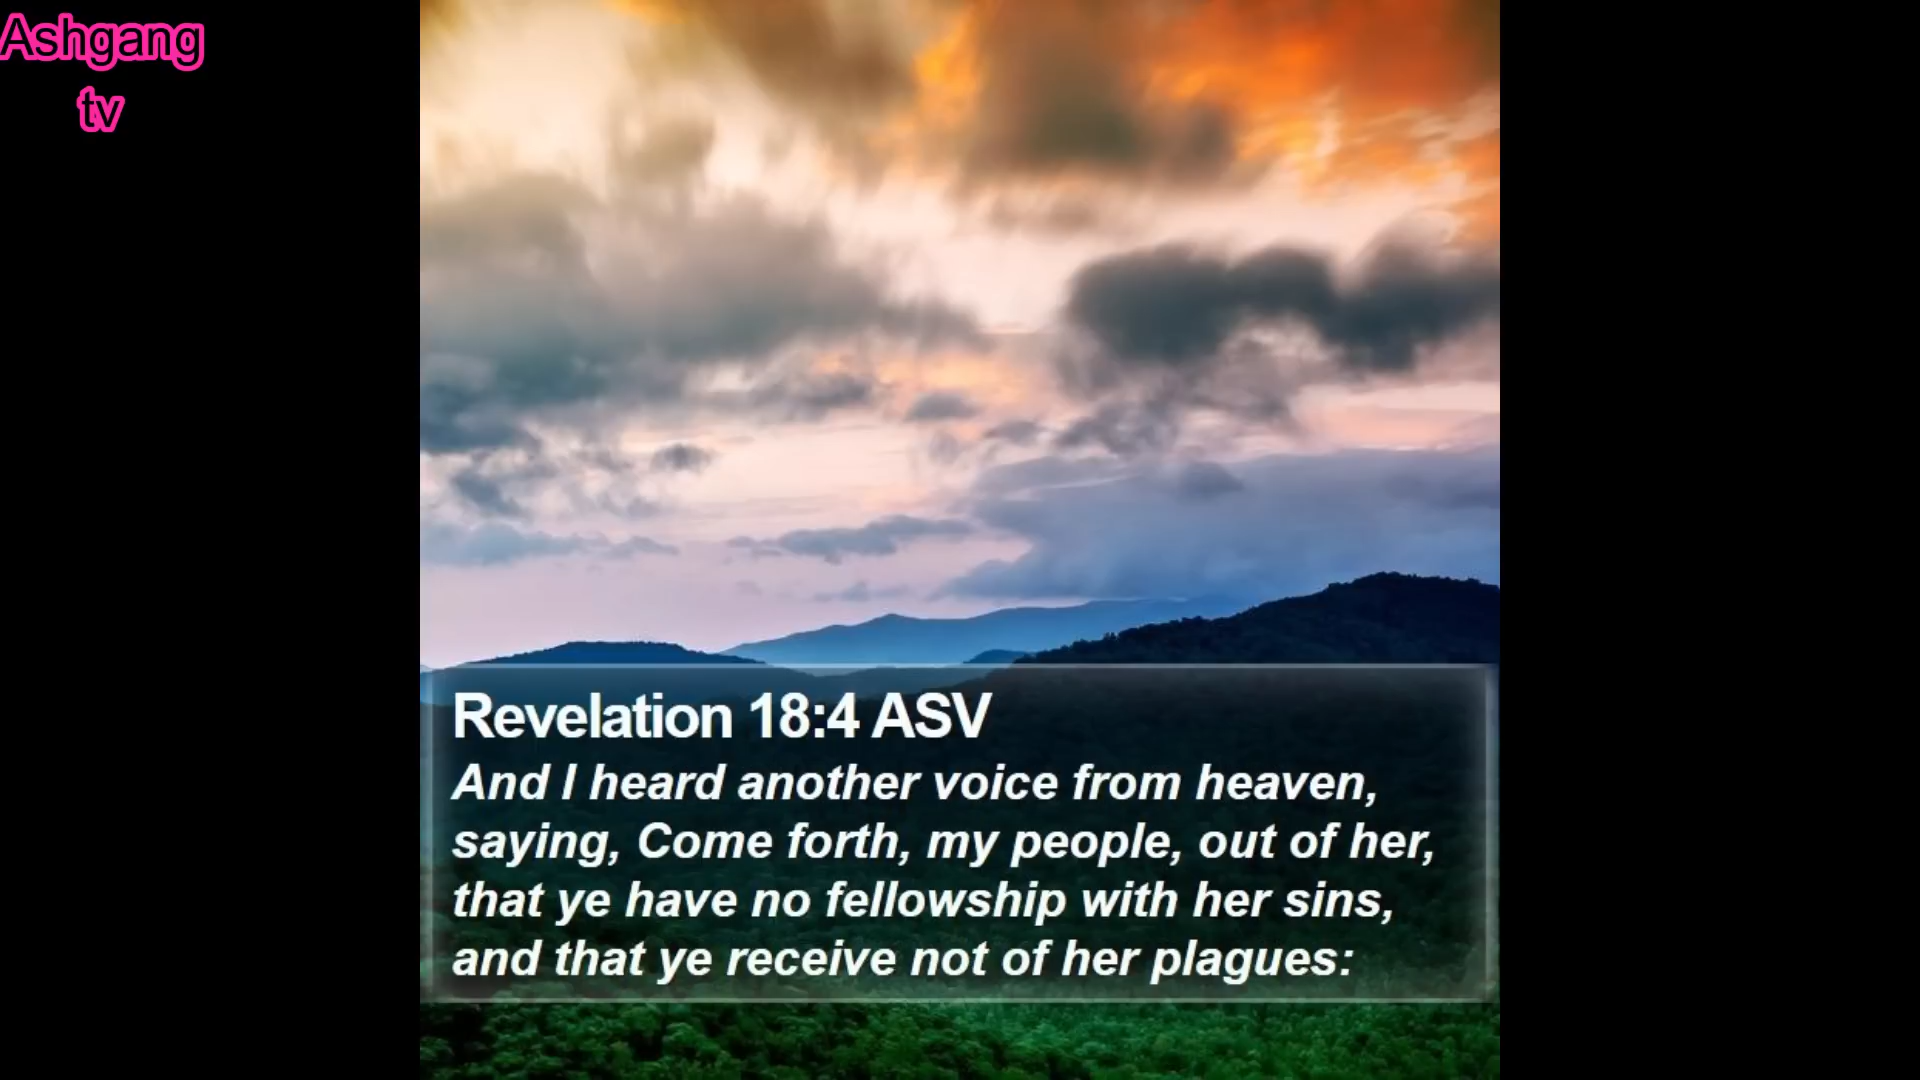 Ashgang
tv
Revelation 18:4 ASV
And I heard another voice from heaven,
saying, Come forth, my people, out of her,
that ye have no fellowship with her sins,
and that ye receive not of her plagues: